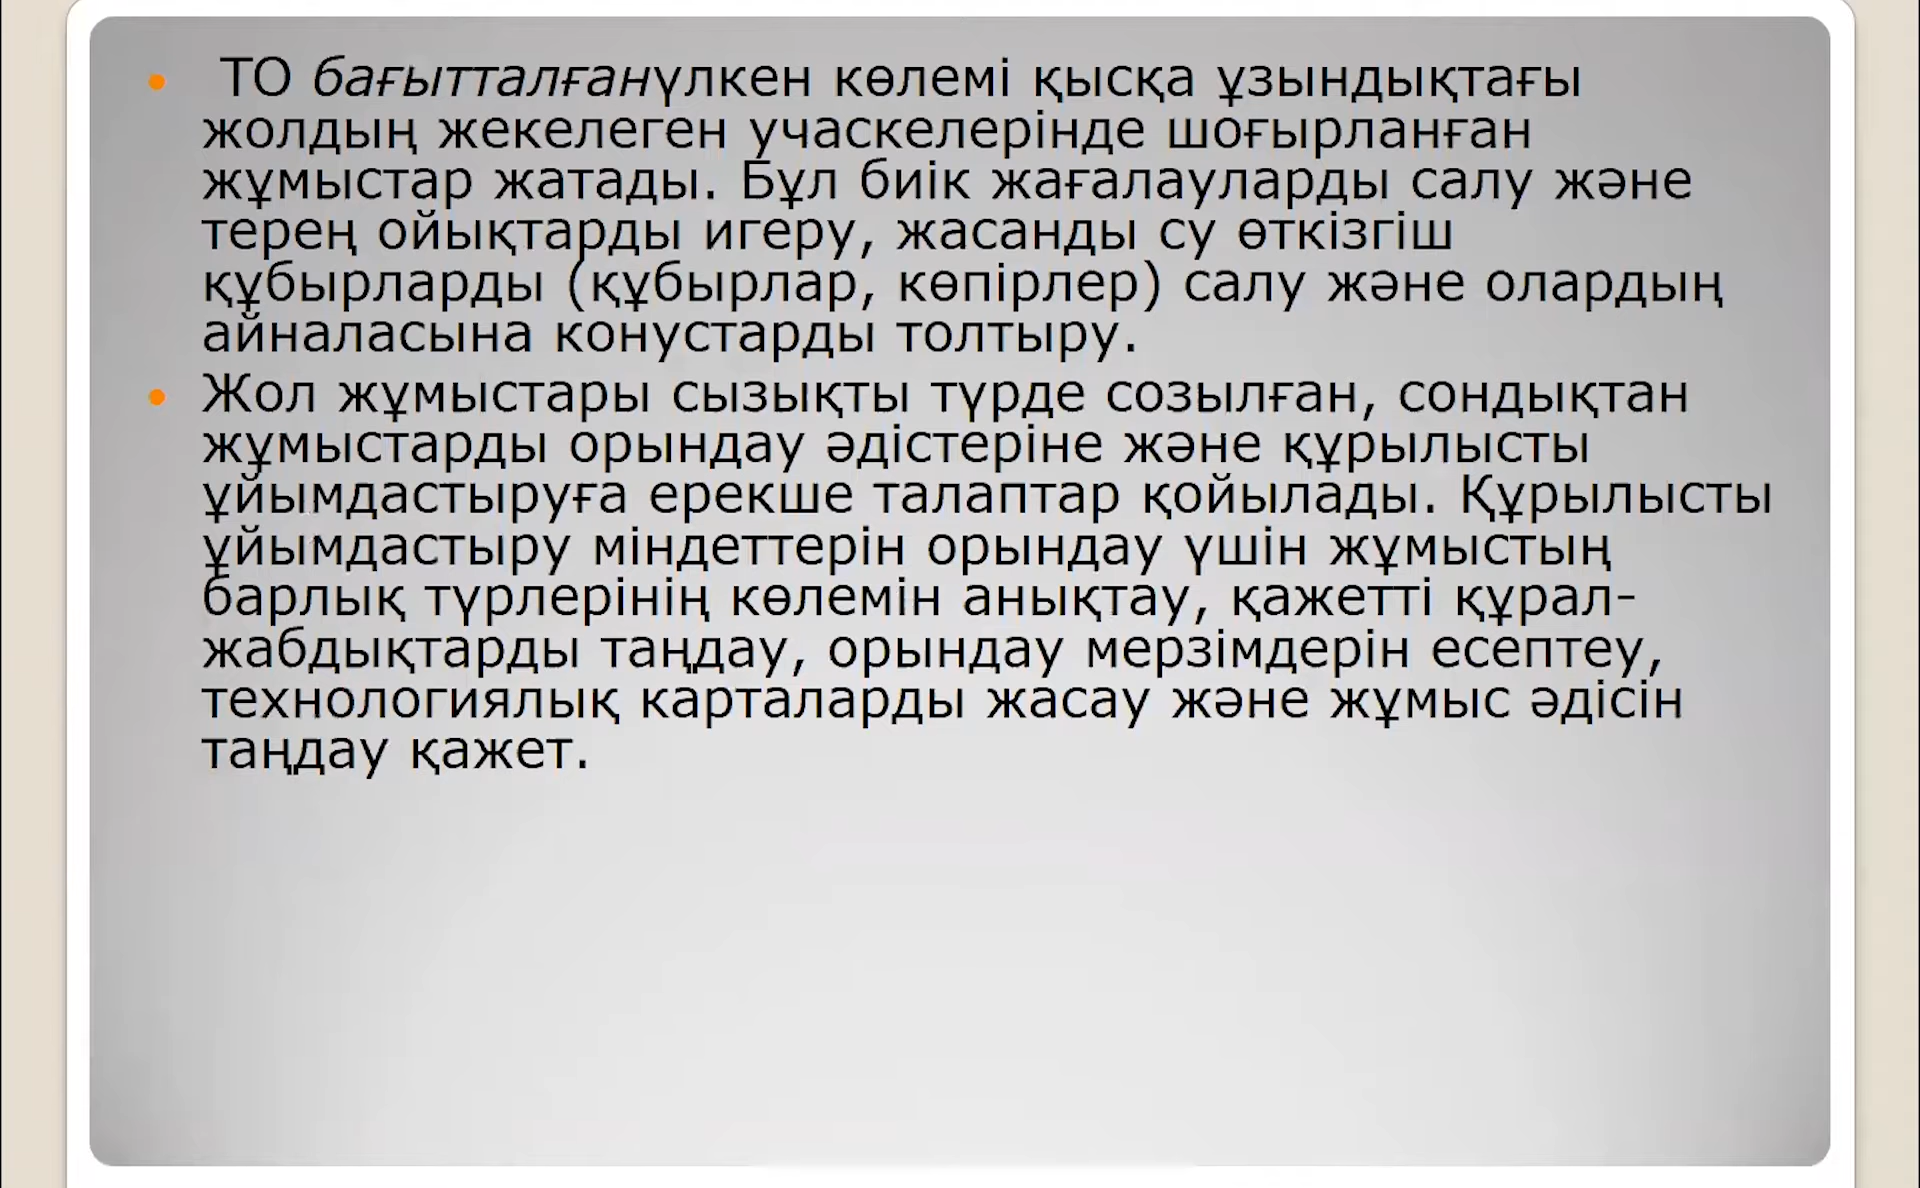 • ТО бағытталғанүлкен көлемі қысқа ұзындықтағы
жолдың жекелеген учаскелерінде шоғырланған
жұмыстар жатады. Бұл биік жағалауларды салу және
терең ойықтарды игеру, жасанды су өткізгіш
құбырларды (құбырлар, көпірлер) салу және олардың
айналасына конустарды толтыру.
• Жол жұмыстары сызықты түрде созылған, сондықтан
жұмыстарды орындау әдістеріне және құрылысты
ұйымдастыруға ерекше талаптар қойылады. Құрылысты
ұйымдастыру міндеттерін орындау үшін жұмыстың
барлық түрлерінің көлемін анықтау, қажетті құрал-
жабдықтарды таңдау, орындау мерзімдерін есептеу,
технологиялық карталарды жасау және жұмыс әдісін
таңдау қажет.